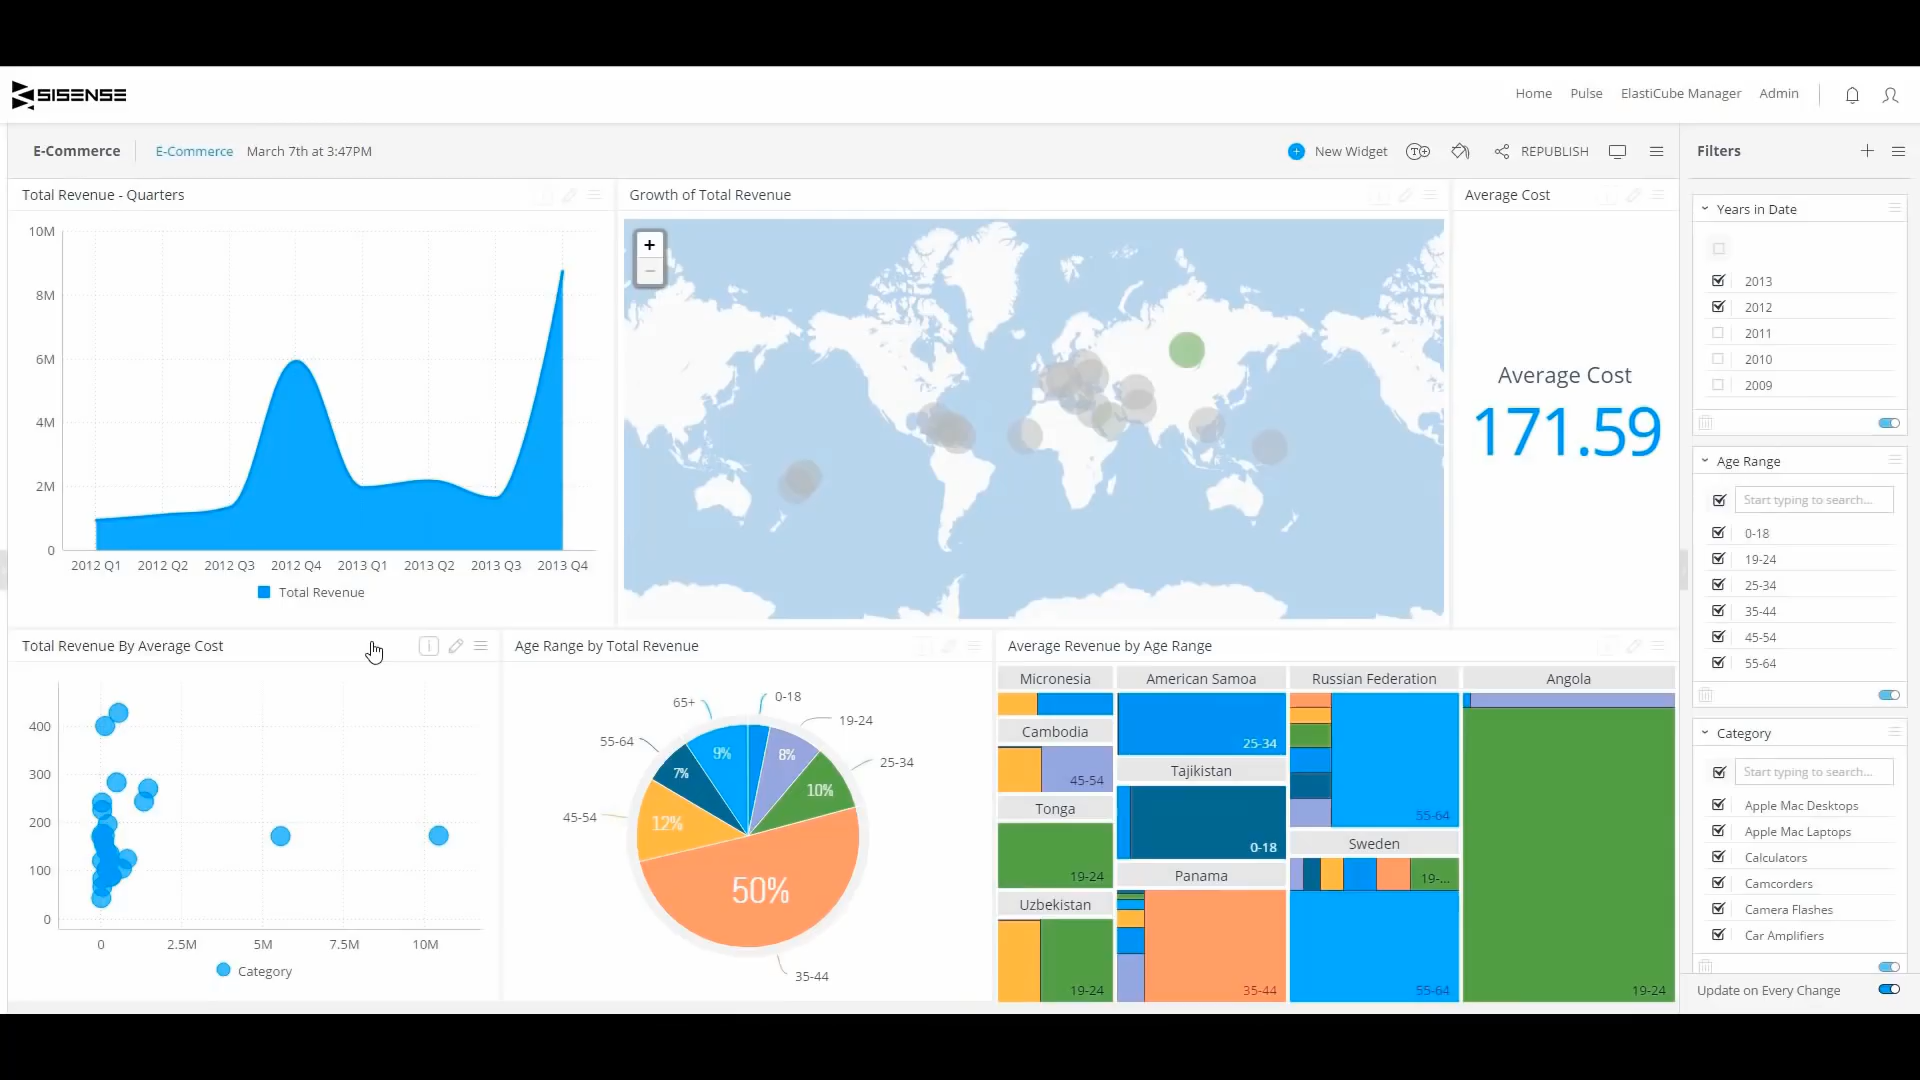 SISENSE
Home Pulse ElastiCube Manager Admin
E-Commerce E-Commerce March 7th at 3:47PM
New Widget REPUBLISH
Filters
Total Revenue - Quarters
10M
8M
6M
4M
2M
0
2012 Q1 2012 Q2 2012 Q3 2012 Q4 2013 Q1 2013 Q2 2013 Q3 2013 Q4
Total Revenue
Growth of Total Revenue
+
−
Average Cost
Average Cost
171.59
Total Revenue By Average Cost
400
300
200
100
0
0 2.5M 5M 7.5M 10M
Category
Age Range by Total Revenue
0-18
19-24
25-34
35-44
45-54
55-64
65+
8%
10%
50%
12%
7%
9%
Average Revenue by Age Range
Micronesia
Cambodia
45-54
Tonga
19-24
Uzbekistan
19-24
American Samoa
25-34
Tajikistan
0-18
Panama
35-44
Russian Federation
55-64
Sweden
19-...
55-64
Angola
19-24
Years in Date
2013
2012
2011
2010
2009
Age Range
Start typing to search...
0-18
19-24
25-34
35-44
45-54
55-64
Category
Start typing to search...
Apple Mac Desktops
Apple Mac Laptops
Calculators
Camcorders
Camera Flashes
Car Amplifiers
Update on Every Change